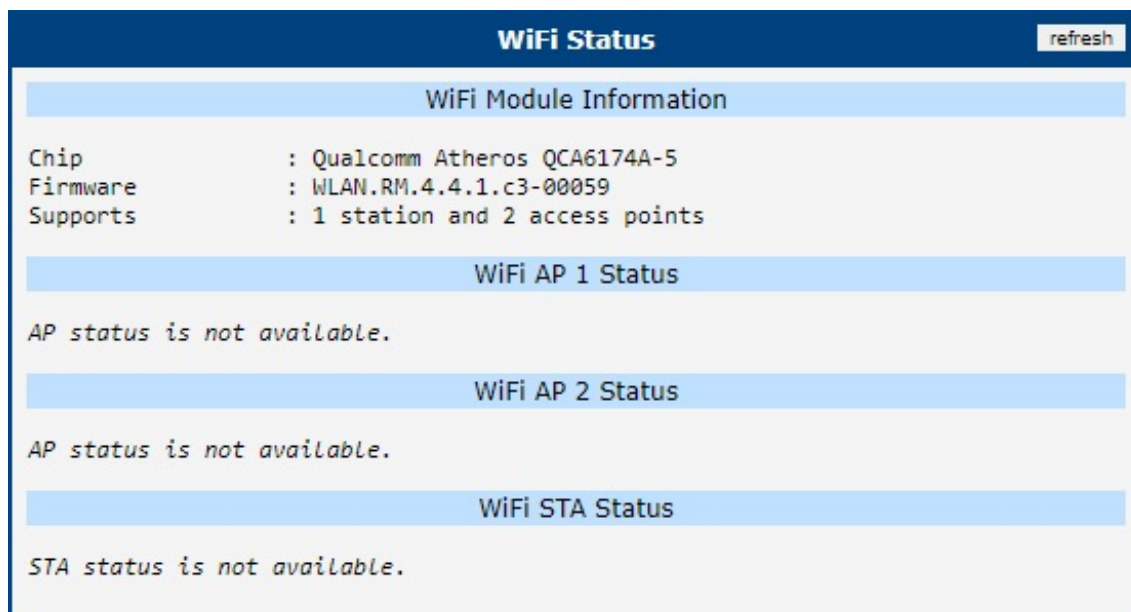 WiFi Status
refresh
WiFi Module Information
Chip : Qualcomm Atheros QCA6174A-5
Firmware : WLAN.RM.4.4.1.c3-00059
Supports : 1 station and 2 access points
WiFi AP 1 Status
AP status is not available.
WiFi AP 2 Status
AP status is not available.
WiFi STA Status
STA status is not available.